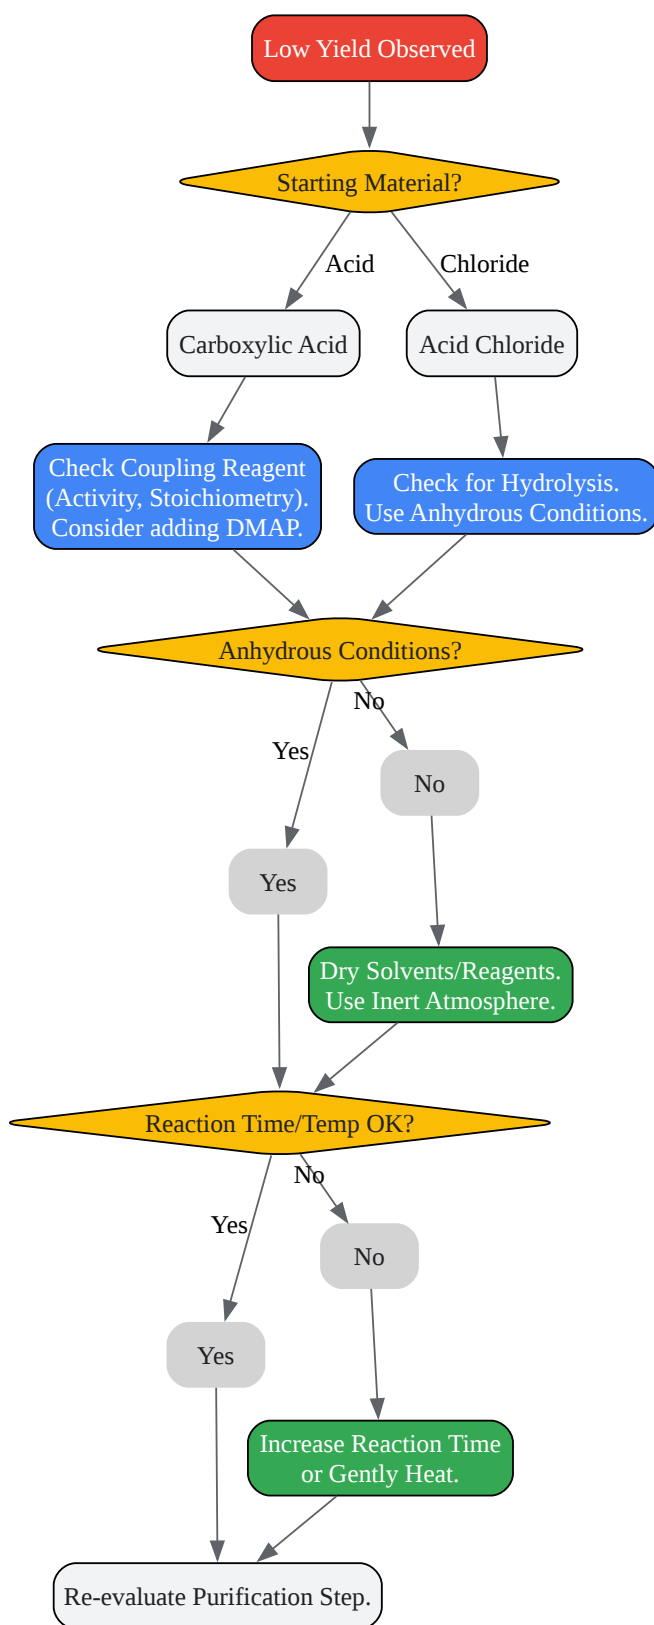 Low Yield Observed
Starting Material?
Acid
Chloride
Carboxylic Acid
Acid Chloride
Check Coupling Reagent
(Activity, Stoichiometry).
Consider adding DMAP.
Check for Hydrolysis.
Use Anhydrous Conditions.
Anhydrous Conditions?
No
Yes
No
Yes
Dry Solvents/Reagents.
Use Inert Atmosphere.
Reaction Time/Temp OK?
No
Yes
No
Yes
Increase Reaction Time
or Gently Heat.
Re-evaluate Purification Step.